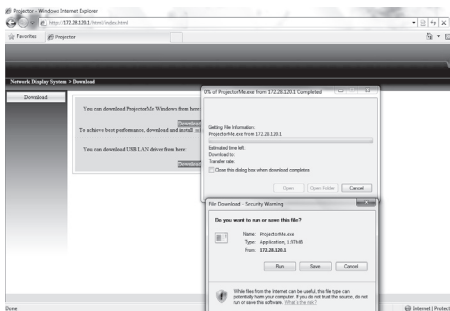 Projector - Windows Internet Explorer
http://172.28.120.1/html/index.html
Favorites
Projector
Network Display System > Download
Download
You can download ProjectorMe Windows from here
Download
To achieve best performance, download and install
You can download USB LAN driver from here
Download
0% of ProjectorMe.exe from 172.28.120.1 Completed
Getting File Information:
ProjectorMe.exe from 172.28.120.1
Estimated time left:
Download to:
Transfer rate:
Close this dialog box when download completes
Open
Open Folder
Cancel
File Download - Security Warning
Do you want to run or save this file?
Name: ProjectorMe.exe
Type: Application, 1.07MB
From: 172.28.120.1
Run
Save
Cancel
While files from the Internet can be useful, this file type can
potentially harm your computer. If you do not trust the source, do not
run or save this software. What's the risk?
Done
Internet | Protect